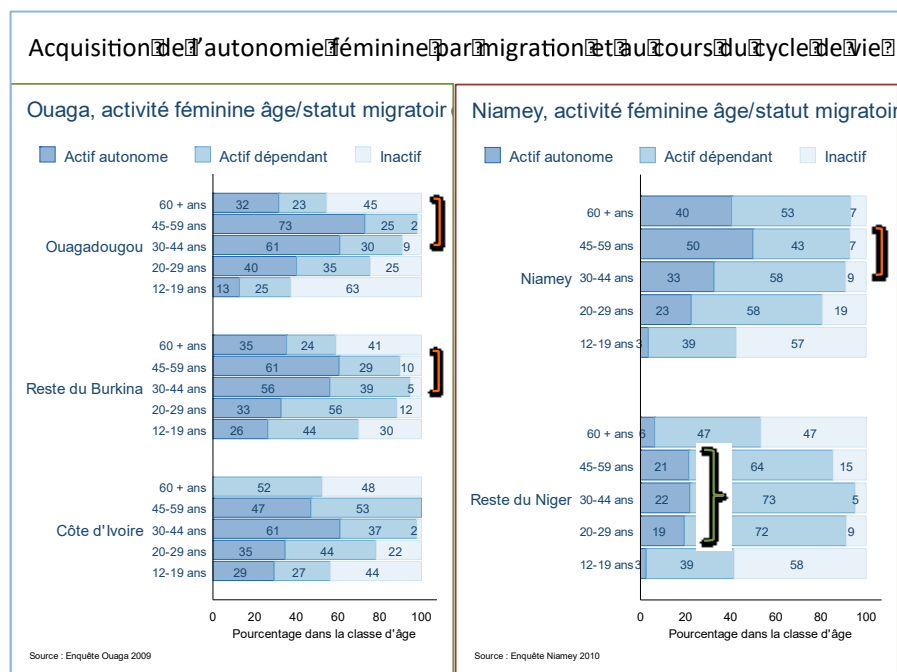 Acquisition de l'autonomie féminine par migration et au cours du cycle de vie
Ouaga, activité féminine âge/statut migratoir
Actif autonome Actif dépendant Inactif
60 + ans 32 23 45
45-59 ans 73 25 2
Ouagadougou 30-44 ans 61 30 9
20-29 ans 40 35 25
12-19 ans 13 25 63
60 + ans 35 24 41
45-59 ans 61 29 10
Reste du Burkina 30-44 ans 56 39 5
20-29 ans 33 56 12
12-19 ans 26 44 30
60 + ans 52 48
45-59 ans 47 53
Côte d'Ivoire 30-44 ans 61 37 2
20-29 ans 35 44 22
12-19 ans 29 27 44
0 20 40 60 80 100
Pourcentage dans la classe d'âge
Source : Enquête Ouaga 2009
Niamey, activité féminine âge/statut migratoir
Actif autonome Actif dépendant Inactif
60 + ans 40 53 7
45-59 ans 50 43 7
Niamey 30-44 ans 33 58 9
20-29 ans 23 58 19
12-19 ans 3 39 57
60 + ans 6 47 47
45-59 ans 21 64 15
Reste du Niger 30-44 ans 22 73 5
20-29 ans 19 72 9
12-19 ans 3 39 58
0 20 40 60 80 100
Pourcentage dans la classe d'âge
Source : Enquête Niamey 2010